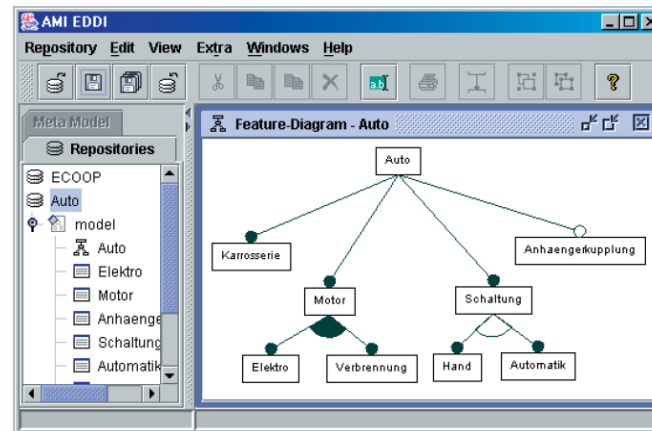 AMI EDDI
Repository Edit View Extra Windows Help
a.b
?
Meta Model
Repositories
ECOOP
Auto
model
Auto
Elektro
Motor
Anhaenge
Schaltung
Automatik
Feature-Diagram - Auto
Auto
Karrosserie
Anhaengerkupplung
Motor
Schaltung
Elektro
Verbrennung
Hand
Automatik